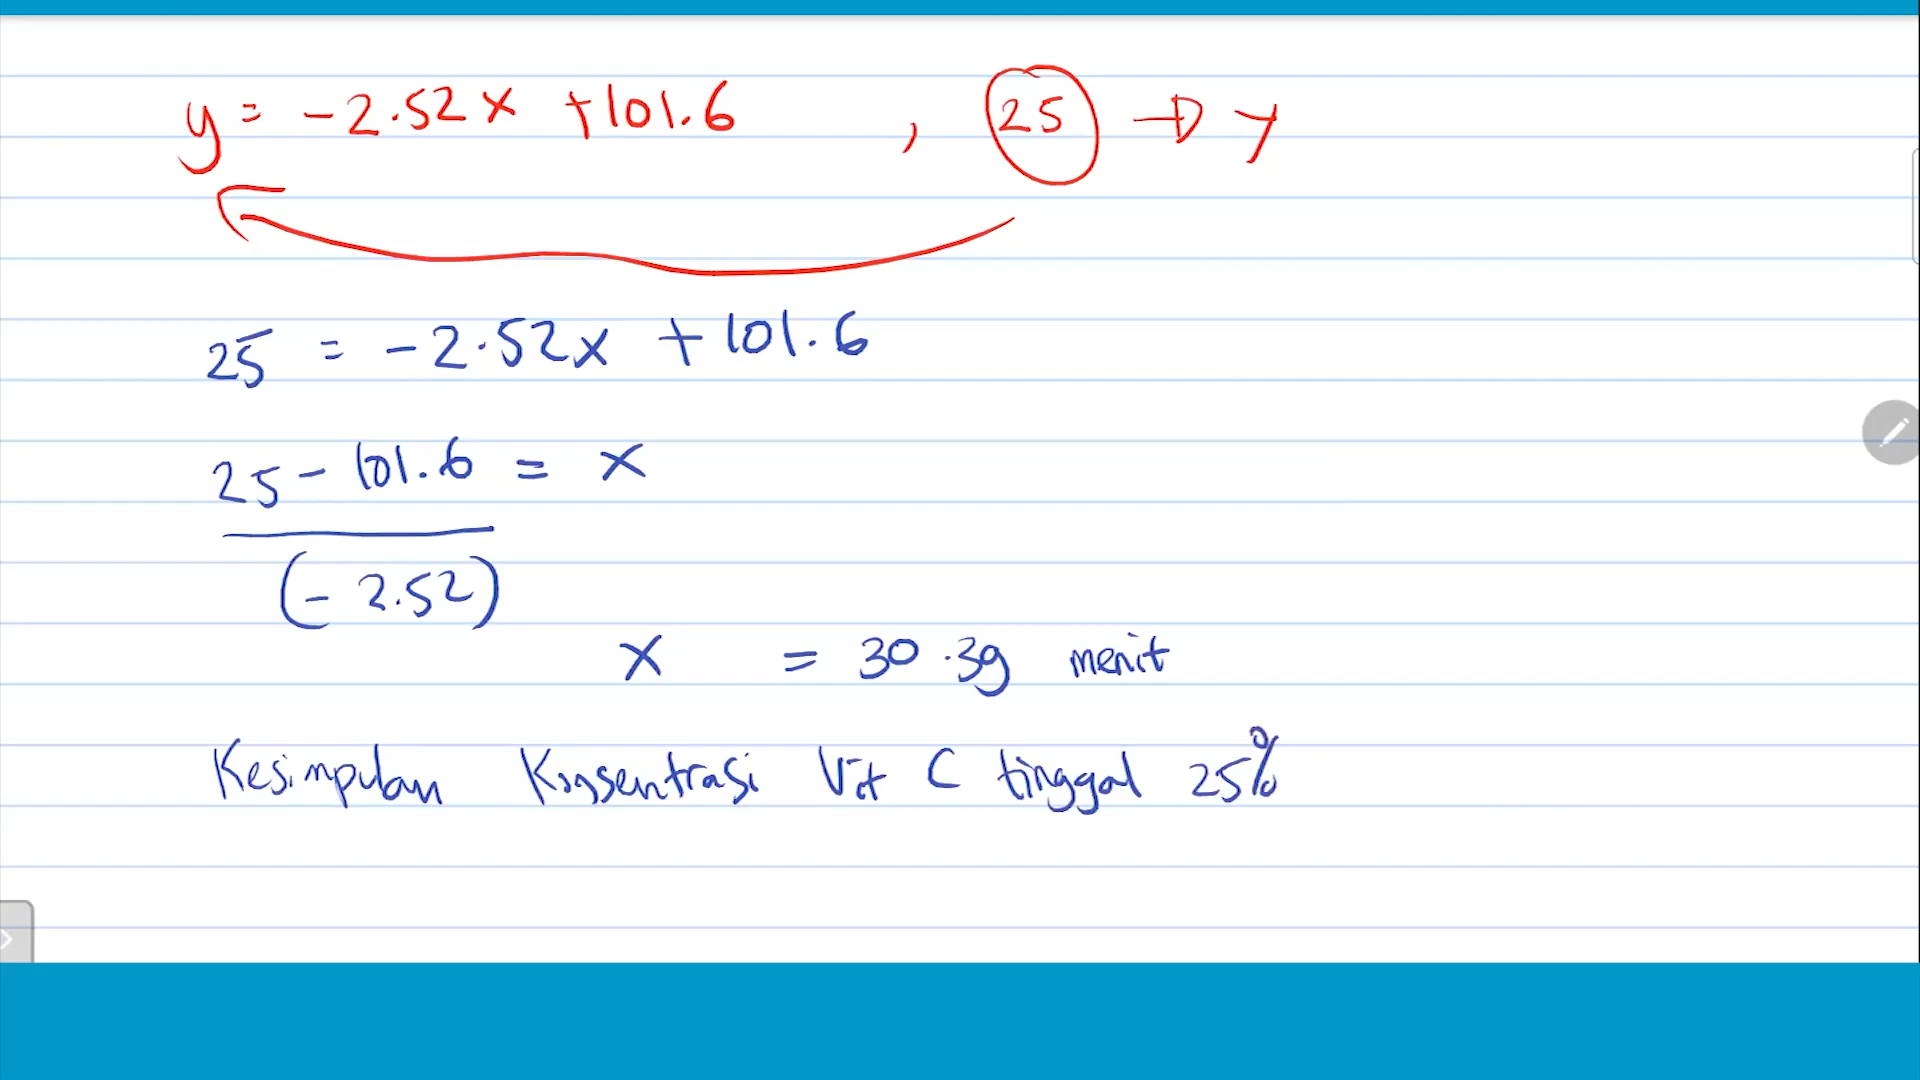 y = -2.52x +101.6 , 25 → y
25 = -2.52x +101.6
25 - 101.6 = x
(-2.52)
x = 30.39 menit
Kesimpulan Konsentrasi Vit C tinggal 25%